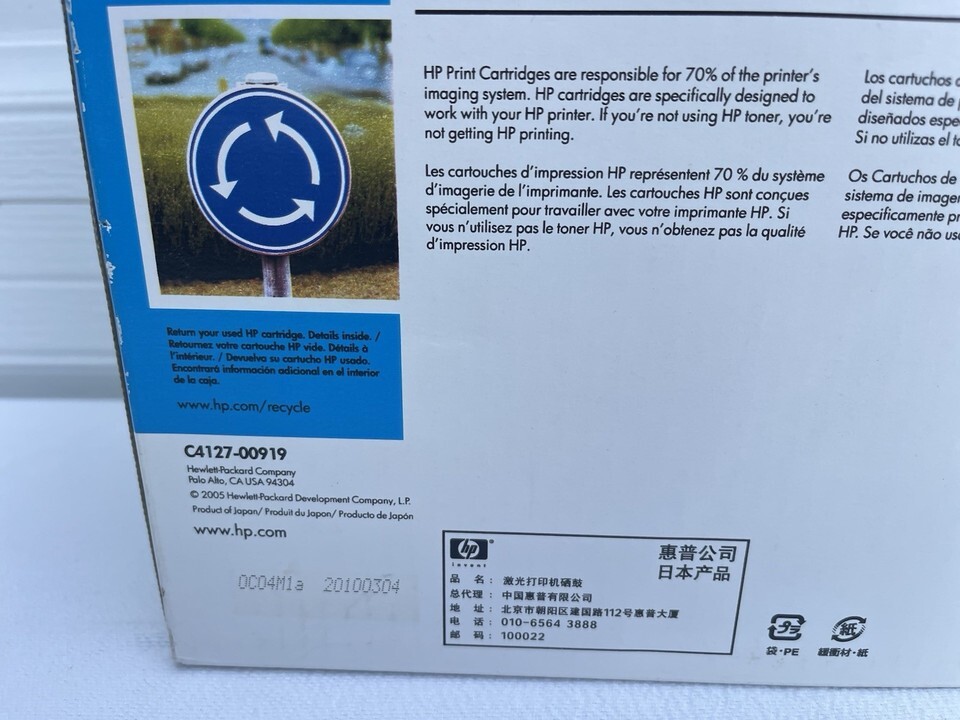 HP Print Cartridges are responsible for 70% of the printer's
imaging system. HP cartridges are specifically designed to
work with your HP printer. If you're not using HP toner, you're
not getting HP printing.
Les cartouches d'impression HP représentent 70 % du système
d'imagerie de l'imprimante. Les cartouches HP sont conçues
spécialement pour travailler avec votre imprimante HP. Si
vous n'utilisez pas le toner HP, vous n'obtenez pas la qualité
d'impression HP.
Los cartuchos
del sistema de
diseñados
Si no utilizas el
Os Cartuchos de
sistema de
especificamente
HP. Se você não
Return your used HP cartridge. Details inside. /
Retournez votre cartouche HP vide. Détails à
l'intérieur. / Devuelva su cartucho HP usado.
Encontrará información adicional en el interior
de la caja.
www.hp.com/recycle
C4127-00919
Hewlett-Packard Company
Palo Alto, CA USA 94304
© 2005 Hewlett-Packard Development Company, L.P.
Product of Japan/ Produit du Japon/ Producto de Japón
www.hp.com
OC04M1a 20100304
hp®
invent
惠普公司
日本产品
品 名: 激光打印机硒鼓
总代理: 中国惠普有限公司
地 址: 北京市朝阳区建国路112号惠普大厦
电 话: 010-6564 3888
邮 码: 100022
プラ
袋・PE
紙
緩衝材・紙